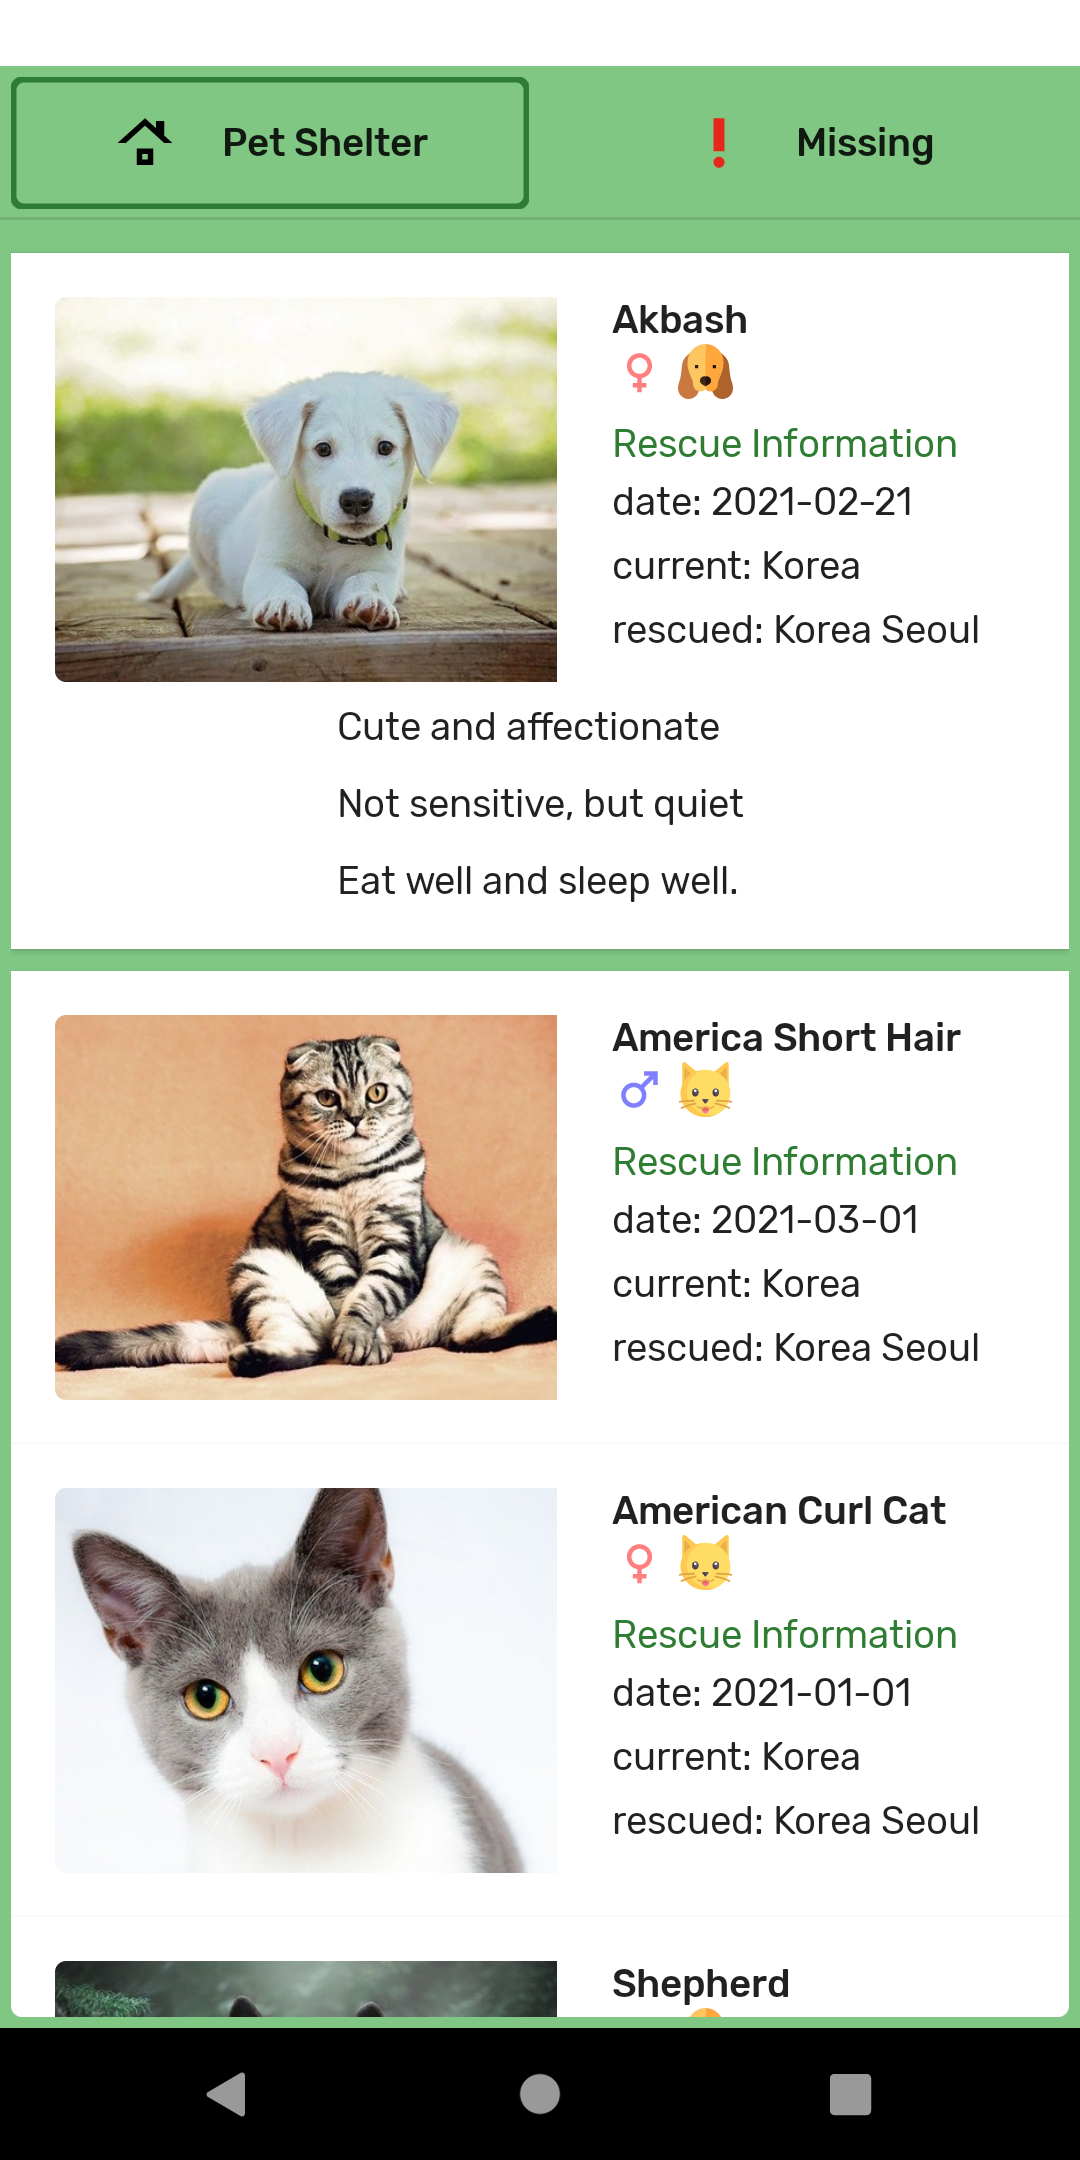 Pet Shelter
Missing
Akbash
Rescue Information
date: 2021-02-21
current: Korea
rescued: Korea Seoul
Cute and affectionate
Not sensitive, but quiet
Eat well and sleep well.
America Short Hair
Rescue Information
date: 2021-03-01
current: Korea
rescued: Korea Seoul
American Curl Cat
Rescue Information
date: 2021-01-01
current: Korea
rescued: Korea Seoul
Shepherd